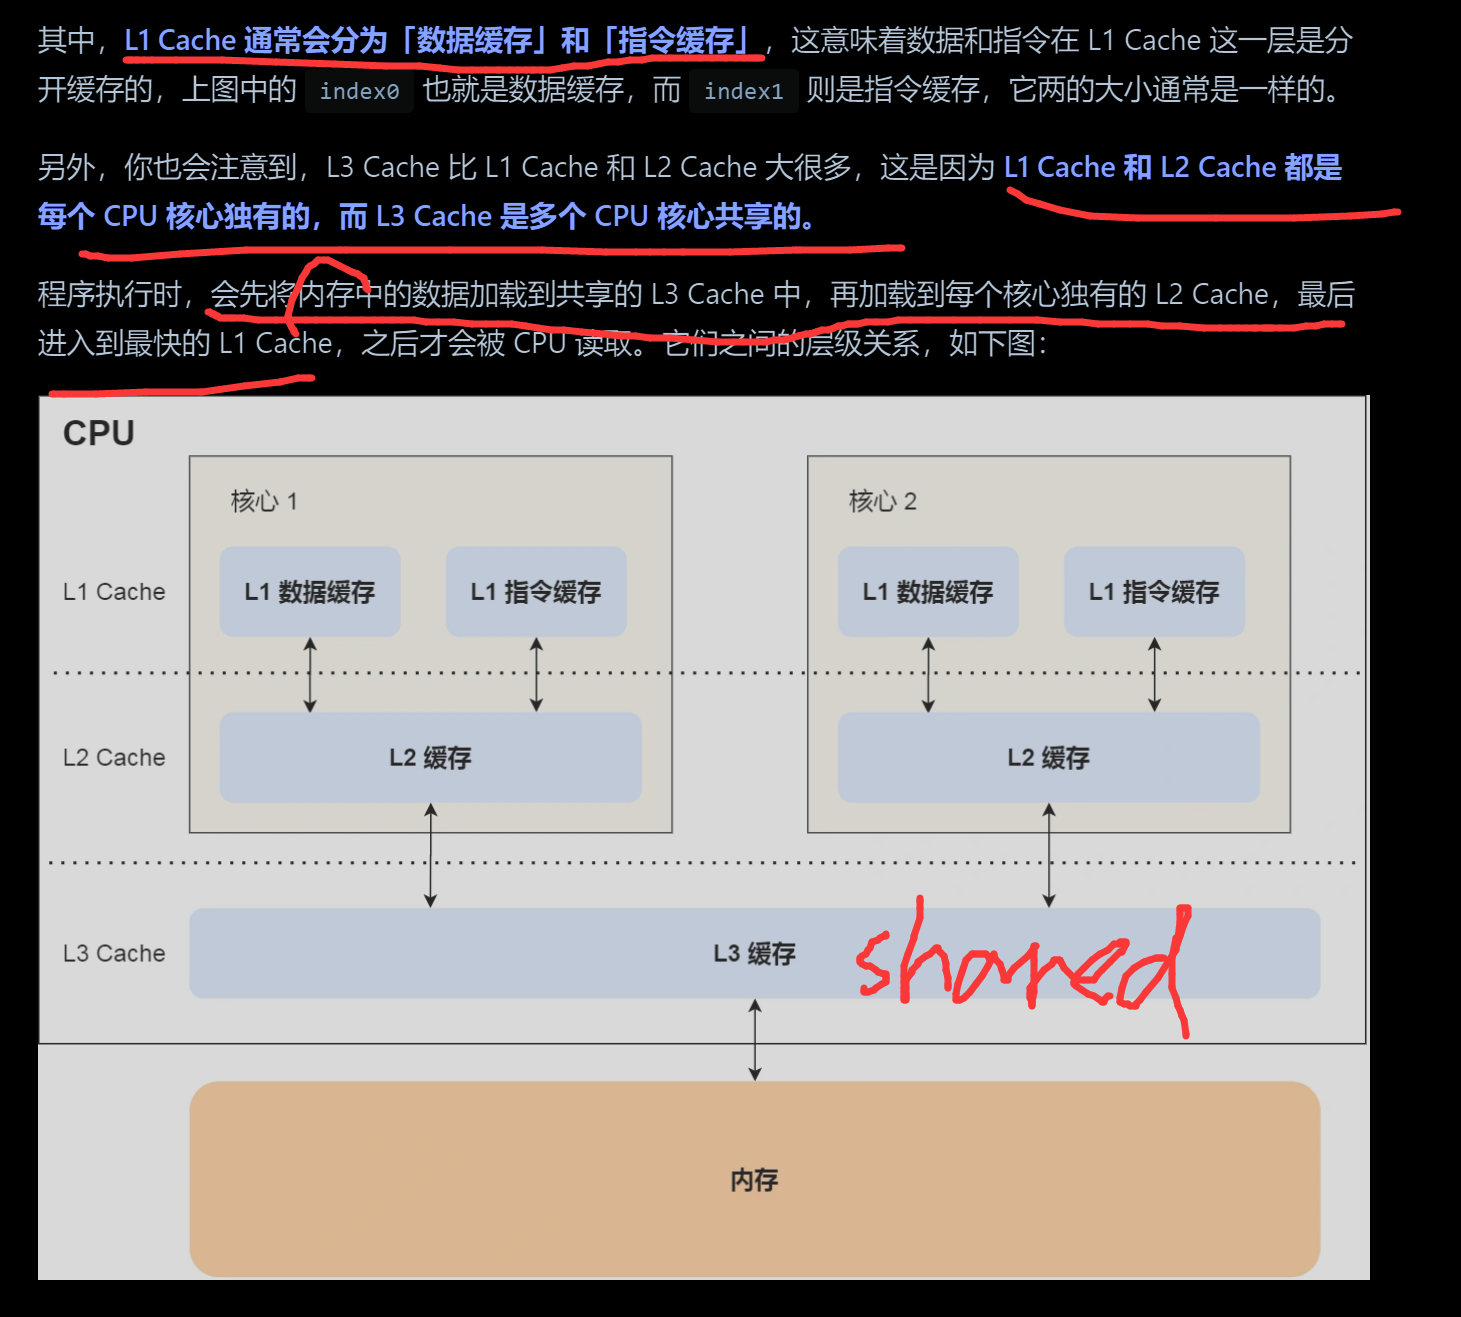 其中，L1 Cache 通常会分为「数据缓存」和「指令缓存」，这意味着数据和指令在 L1 Cache 这一层是分
开缓存的，上图中的 index0 也就是数据缓存，而 index1 则是指令缓存，它两的大小通常是一样的。
另外，你也会注意到，L3 Cache 比 L1 Cache 和 L2 Cache 大很多，这是因为 L1 Cache 和 L2 Cache 都是
每个 CPU 核心独有的，而 L3 Cache 是多个 CPU 核心共享的。
程序执行时，会先将内存中的数据加载到共享的 L3 Cache 中，再加载到每个核心独有的 L2 Cache，最后
进入到最快的 L1 Cache，之后才会被 CPU 读取。它们之间的层级关系，如下图：
CPU
核心 1
核心 2
L1 Cache
L1 数据缓存
L1 指令缓存
L1 数据缓存
L1 指令缓存
L2 Cache
L2 缓存
L2 缓存
L3 Cache
L3 缓存
shared
内存